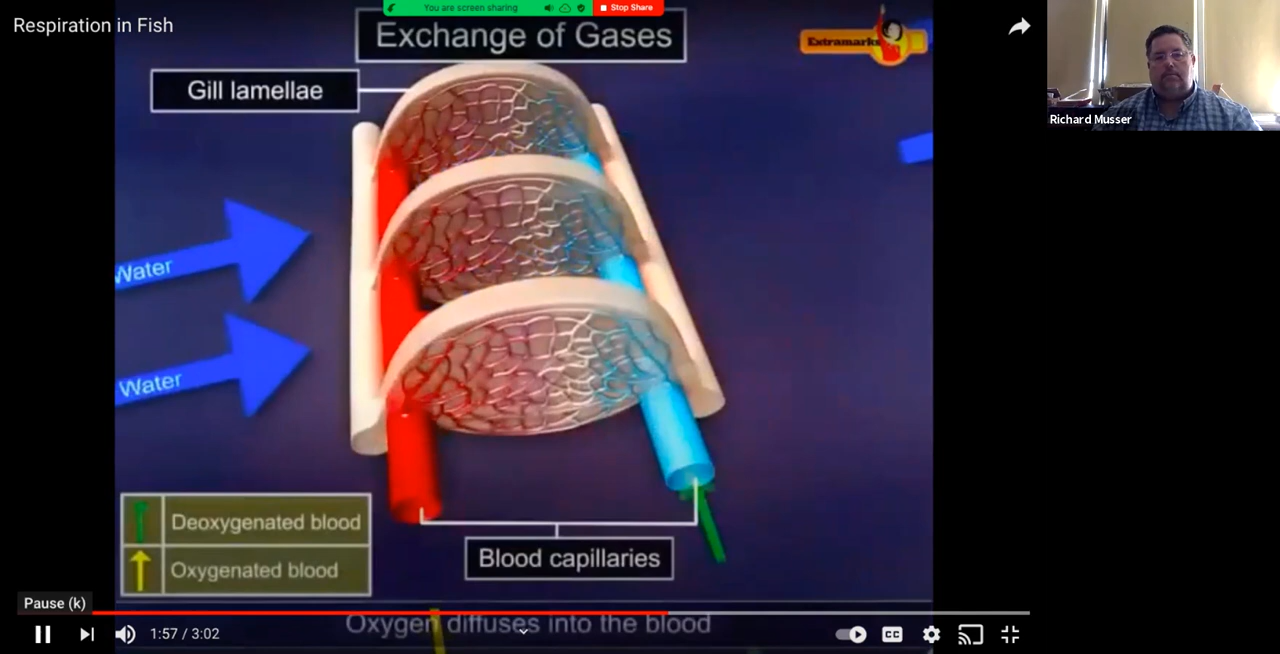 You are screen sharing
Stop Share
Respiration in Fish
Exchange of Gases
Extramarks
Gill lamellae
Richard Musser
Water
Water
Deoxygenated blood
Oxygenated blood
Blood capillaries
Pause (k)
Oxygen diffuses into the blood
1:57 / 3:02
CC